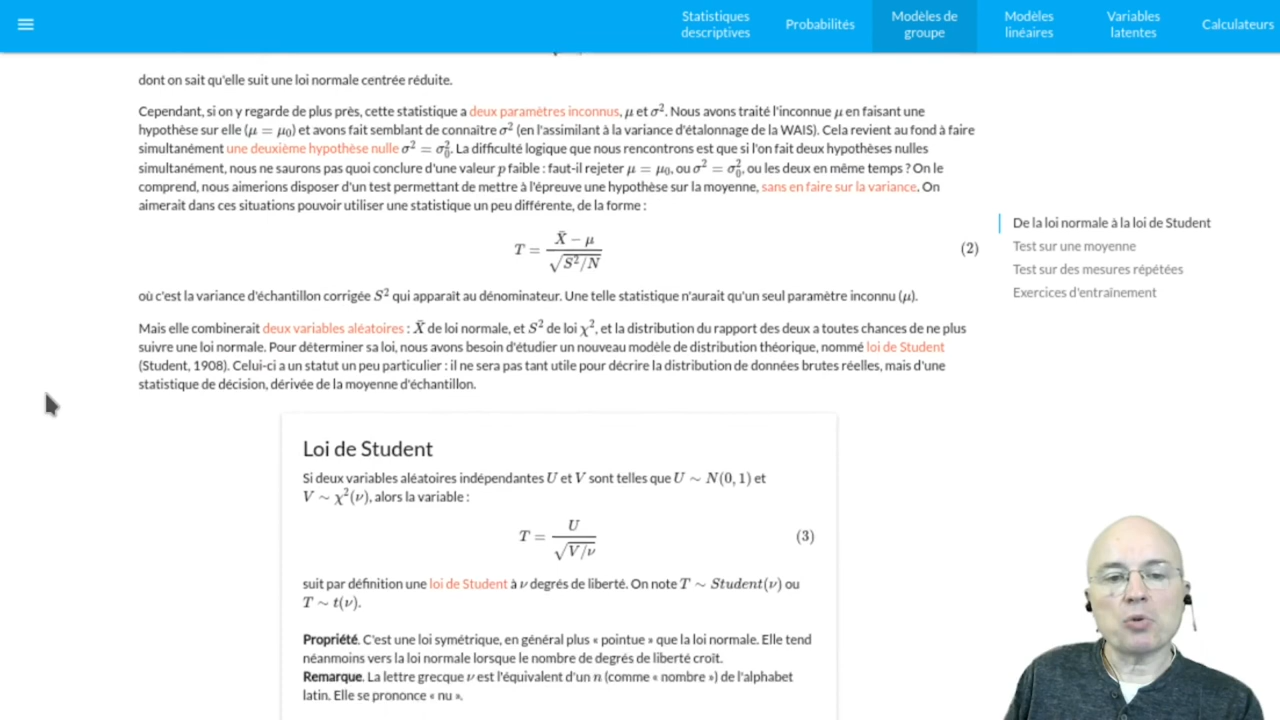 Statistiques descriptives
Probabilités
Modèles de groupe
Modèles linéaires
Variables latentes
Calculateurs
dont on sait qu'elle suit une loi normale centrée réduite.
Cependant, si on y regarde de plus près, cette statistique a deux paramètres inconnus, μ et σ². Nous avons traité l'inconnue μ en faisant une
hypothèse sur elle (μ = μ₀) et avons fait semblant de connaître σ² (en l'assimilant à la variance d'étalonnage de la WAIS). Cela revient au fond à faire
simultanément une deuxième hypothèse nulle σ² = σ₀². La difficulté logique que nous rencontrons est que si l'on fait deux hypothèses nulles
simultanément, nous ne saurons pas quoi conclure d'une valeur p faible : faut-il rejeter μ = μ₀, ou σ² = σ₀², ou les deux en même temps ? On le
comprend, nous aimerions disposer d'un test permettant de mettre à l'épreuve une hypothèse sur la moyenne, sans en faire sur la variance. On
aimerait dans ces situations pouvoir utiliser une statistique un peu différente, de la forme :
T = (X̄ − μ) / √(S²/N) (2)
où c'est la variance d'échantillon corrigée S² qui apparaît au dénominateur. Une telle statistique n'aurait qu'un seul paramètre inconnu (μ).
Mais elle combinerait deux variables aléatoires : X̄ de loi normale, et S² de loi χ², et la distribution du rapport des deux a toutes chances de ne plus
suivre une loi normale. Pour déterminer sa loi, nous avons besoin d'étudier un nouveau modèle de distribution théorique, nommé loi de Student
(Student, 1908). Celui-ci a un statut un peu particulier : il ne sera pas tant utile pour décrire la distribution de données brutes réelles, mais d'une
statistique de décision, dérivée de la moyenne d'échantillon.
De la loi normale à la loi de Student
Test sur une moyenne
Test sur des mesures répétées
Exercices d'entraînement
Loi de Student
Si deux variables aléatoires indépendantes U et V sont telles que U ∼ N(0, 1) et
V ∼ χ²(ν), alors la variable :
T = U / √(V/ν) (3)
suit par définition une loi de Student à ν degrés de liberté. On note T ∼ Student(ν) ou
T ∼ t(ν).
Propriété. C'est une loi symétrique, en général plus « pointue » que la loi normale. Elle tend
néanmoins vers la loi normale lorsque le nombre de degrés de liberté croît.
Remarque. La lettre grecque ν est l'équivalent d'un n (comme « nombre ») de l'alphabet
latin. Elle se prononce « nu ».